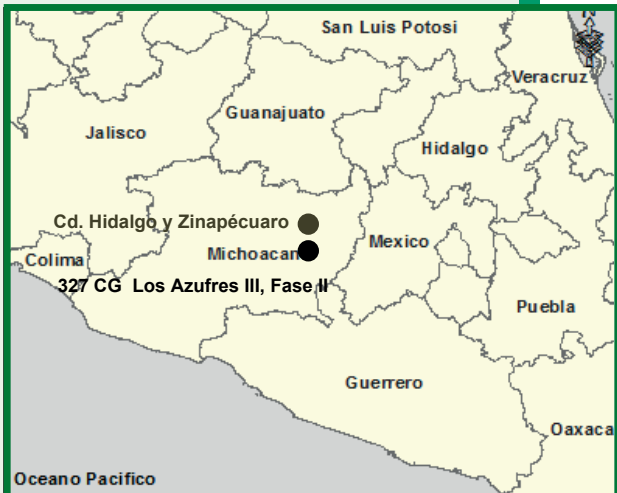 N
San Luis Potosi
Veracruz
Guanajuato
Jalisco
Hidalgo
Cd. Hidalgo y Zinapécuaro
Mexico
Michoacan
Colima
327 CG Los Azufres III, Fase II
Puebla
Guerrero
Oaxaca
Oceano Pacifico